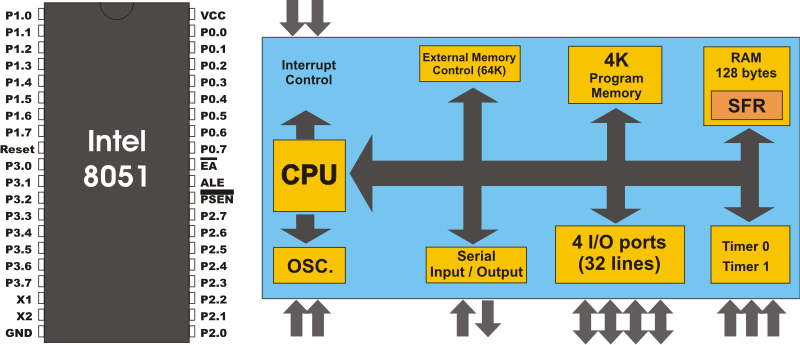 P1.0
P1.1
P1.2
P1.3
P1.4
P1.5
P1.6
P1.7
Reset
P3.0
P3.1
P3.2
P3.3
P3.4
P3.5
P3.6
P3.7
X1
X2
GND
Intel
8051
VCC
P0.0
P0.1
P0.2
P0.3
P0.4
P0.5
P0.6
P0.7
EA
ALE
PSEN
P2.7
P2.6
P2.5
P2.4
P2.3
P2.2
P2.1
P2.0
Interrupt
Control
External Memory
Control (64K)
4K
Program
Memory
RAM
128 bytes
SFR
CPU
OSC.
Serial
Input / Output
4 I/O ports
(32 lines)
Timer 0
Timer 1